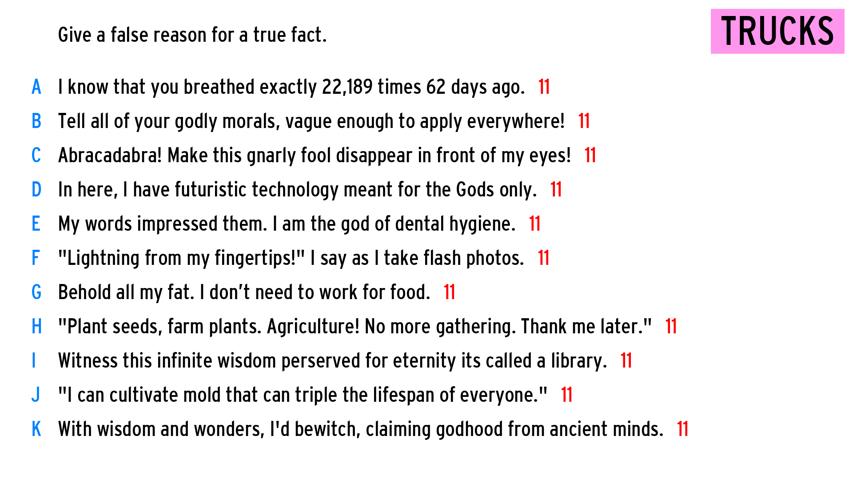 Give a false reason for a true fact.
TRUCKS
A I know that you breathed exactly 22,189 times 62 days ago. 11
B Tell all of your godly morals, vague enough to apply everywhere! 11
C Abracadabra! Make this gnarly fool disappear in front of my eyes! 11
D In here, I have futuristic technology meant for the Gods only. 11
E My words impressed them. I am the god of dental hygiene. 11
F "Lightning from my fingertips!" I say as I take flash photos. 11
G Behold all my fat. I don’t need to work for food. 11
H "Plant seeds, farm plants. Agriculture! No more gathering. Thank me later." 11
I Witness this infinite wisdom perserved for eternity its called a library. 11
J "I can cultivate mold that can triple the lifespan of everyone." 11
K With wisdom and wonders, I'd bewitch, claiming godhood from ancient minds. 11